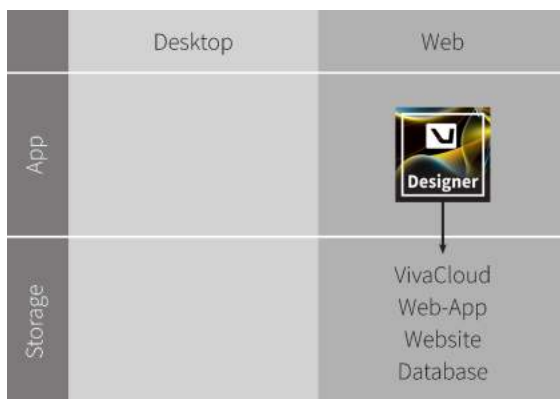 Desktop
Web
App
Designer
Storage
VivaCloud
Web-App
Website
Database